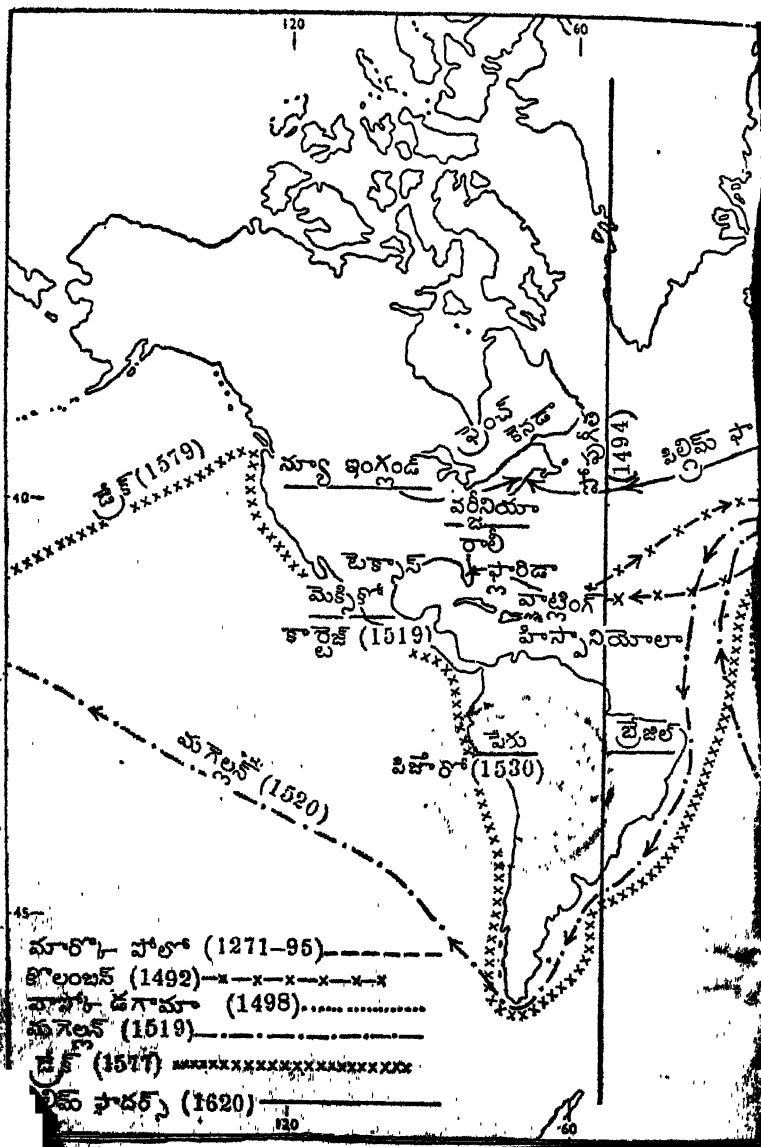 120 60
డ్రేక్ (1579)
40
న్యూ ఇంగ్లండ్
ఫ్రెంచ్
కెనడా
పోపుగీత
(1494)
పిల్గ్రిమ్ ఫా
వర్జీనియా
రాలీ
టెక్సాస్
ఫ్లారిడా
మెక్సికో
వాట్లింగ్
కార్టెజ్ (1519)
హిస్పానియోలా
మగెల్లన్ (1520)
పెరు
పిజారో (1530)
బ్రెజిల్
45
మార్కో పోలో (1271-95)
కొలంబస్ (1492)
వాస్కో డగామా (1498)
మగెల్లన్ (1519)
డ్రేక్ (1577)
ఫాదర్స్ (1620)
120 60